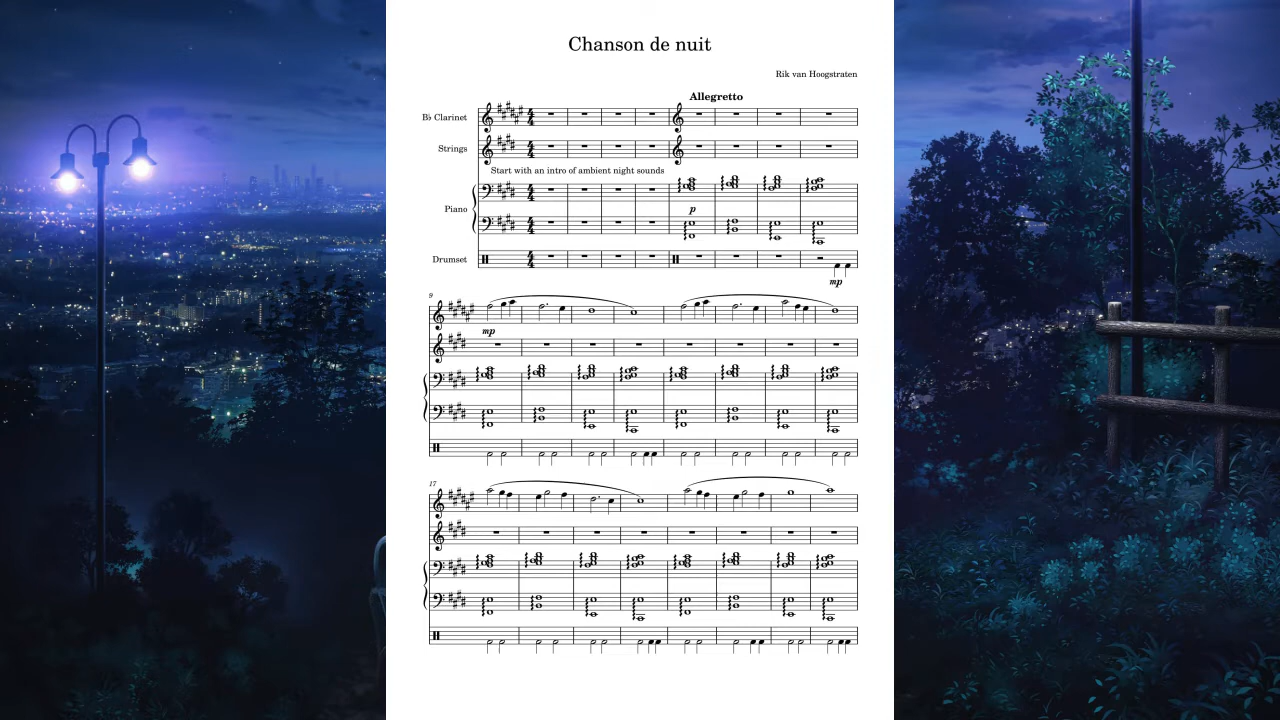 Chanson de nuit
Rik van Hoogstraten
Allegretto
B♭ Clarinet
Strings
Start with an intro of ambient night sounds
Piano
p
Drumset
mp
9
mp
17